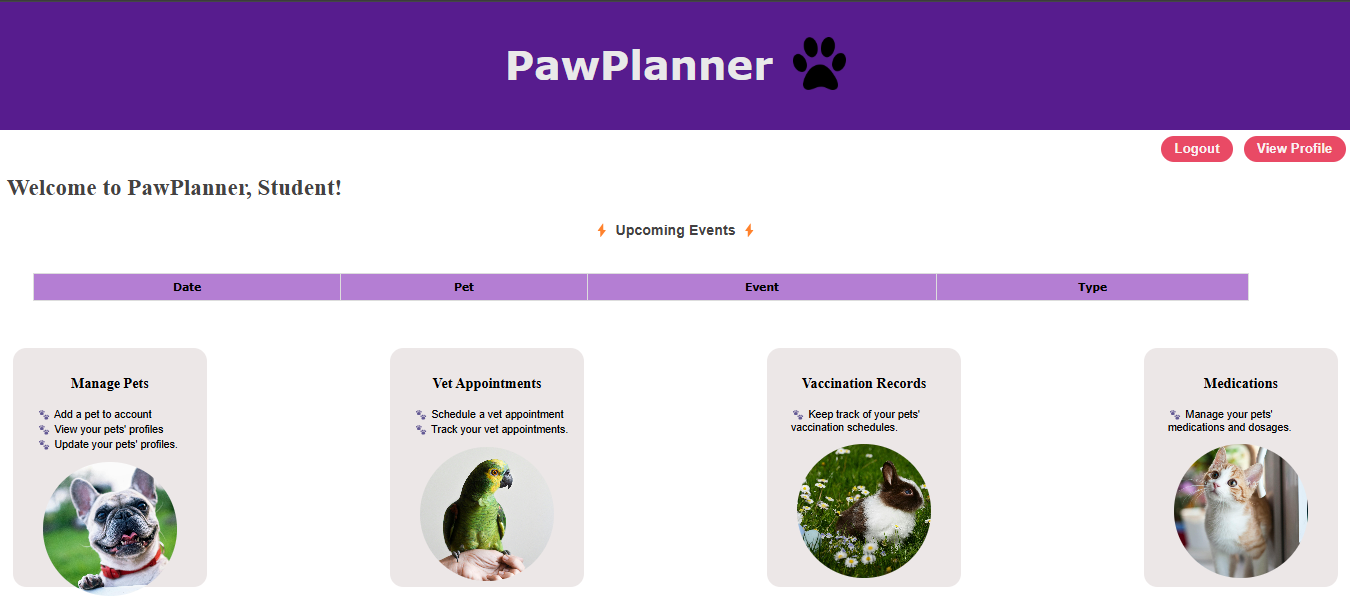 PawPlanner
Logout
View Profile
Welcome to PawPlanner, Student!
Upcoming Events
Date Pet Event Type
Manage Pets
Add a pet to account
View your pets' profiles
Update your pets' profiles.
Vet Appointments
Schedule a vet appointment
Track your vet appointments.
Vaccination Records
Keep track of your pets'
vaccination schedules.
Medications
Manage your pets'
medications and dosages.